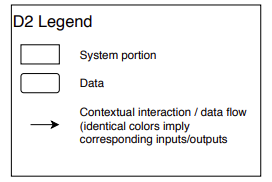 D2 Legend
System portion
Data
Contextual interaction / data flow
(identical colors imply
corresponding inputs/outputs